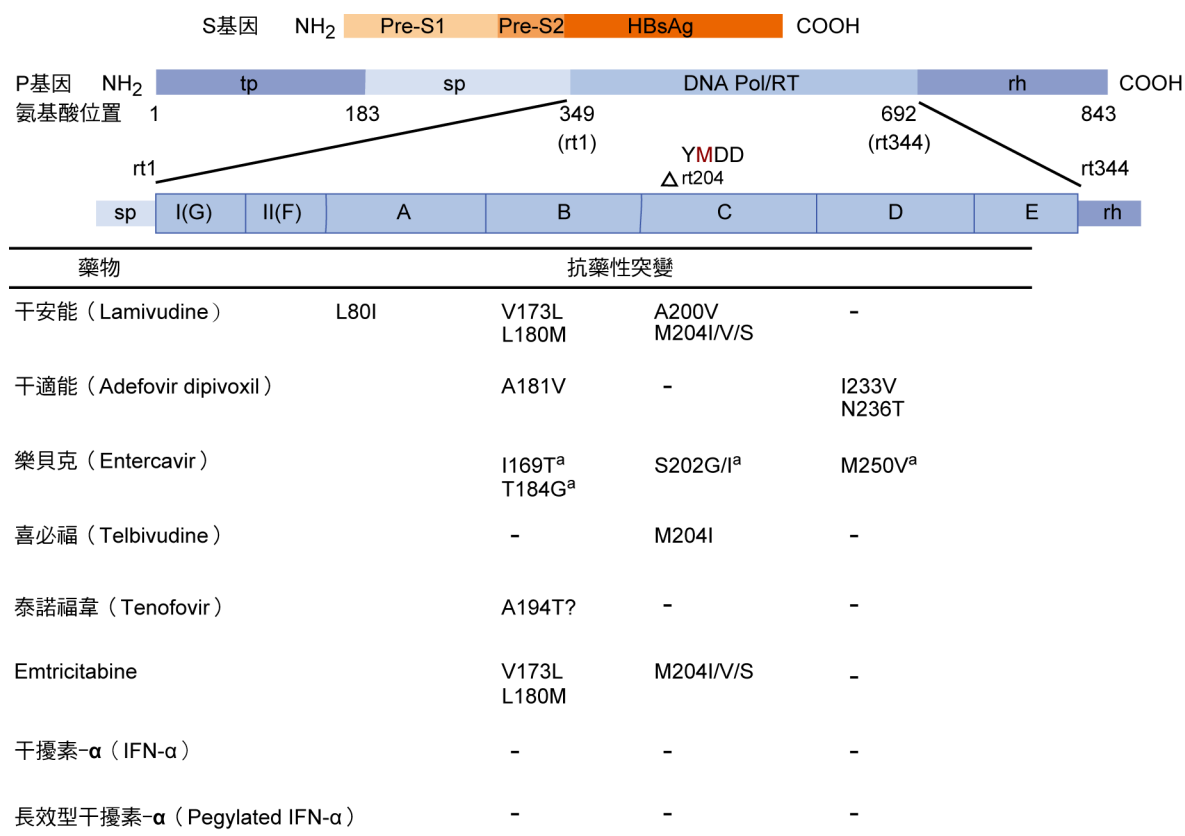 S基因 NH2 Pre-S1 Pre-S2 HBsAg COOH
P基因 NH2 tp sp DNA Pol/RT rh COOH
氨基酸位置 1 183 349 692 843
(rt1) (rt344)
YMDD
rt1 △ rt204 rt344
sp I(G) II(F) A B C D E rh
藥物 抗藥性突變
干安能（Lamivudine） L80I V173L A200V -
L180M M204I/V/S
干適能（Adefovir dipivoxil） A181V - I233V
N236T
樂貝克（Entercavir） I169Tª S202G/Iª M250Vª
T184Gª
喜必福（Telbivudine） - M204I -
泰諾福韋（Tenofovir） A194T? - -
Emtricitabine V173L M204I/V/S -
L180M
干擾素-α（IFN-α） - - -
長效型干擾素-α（Pegylated IFN-α） - - -